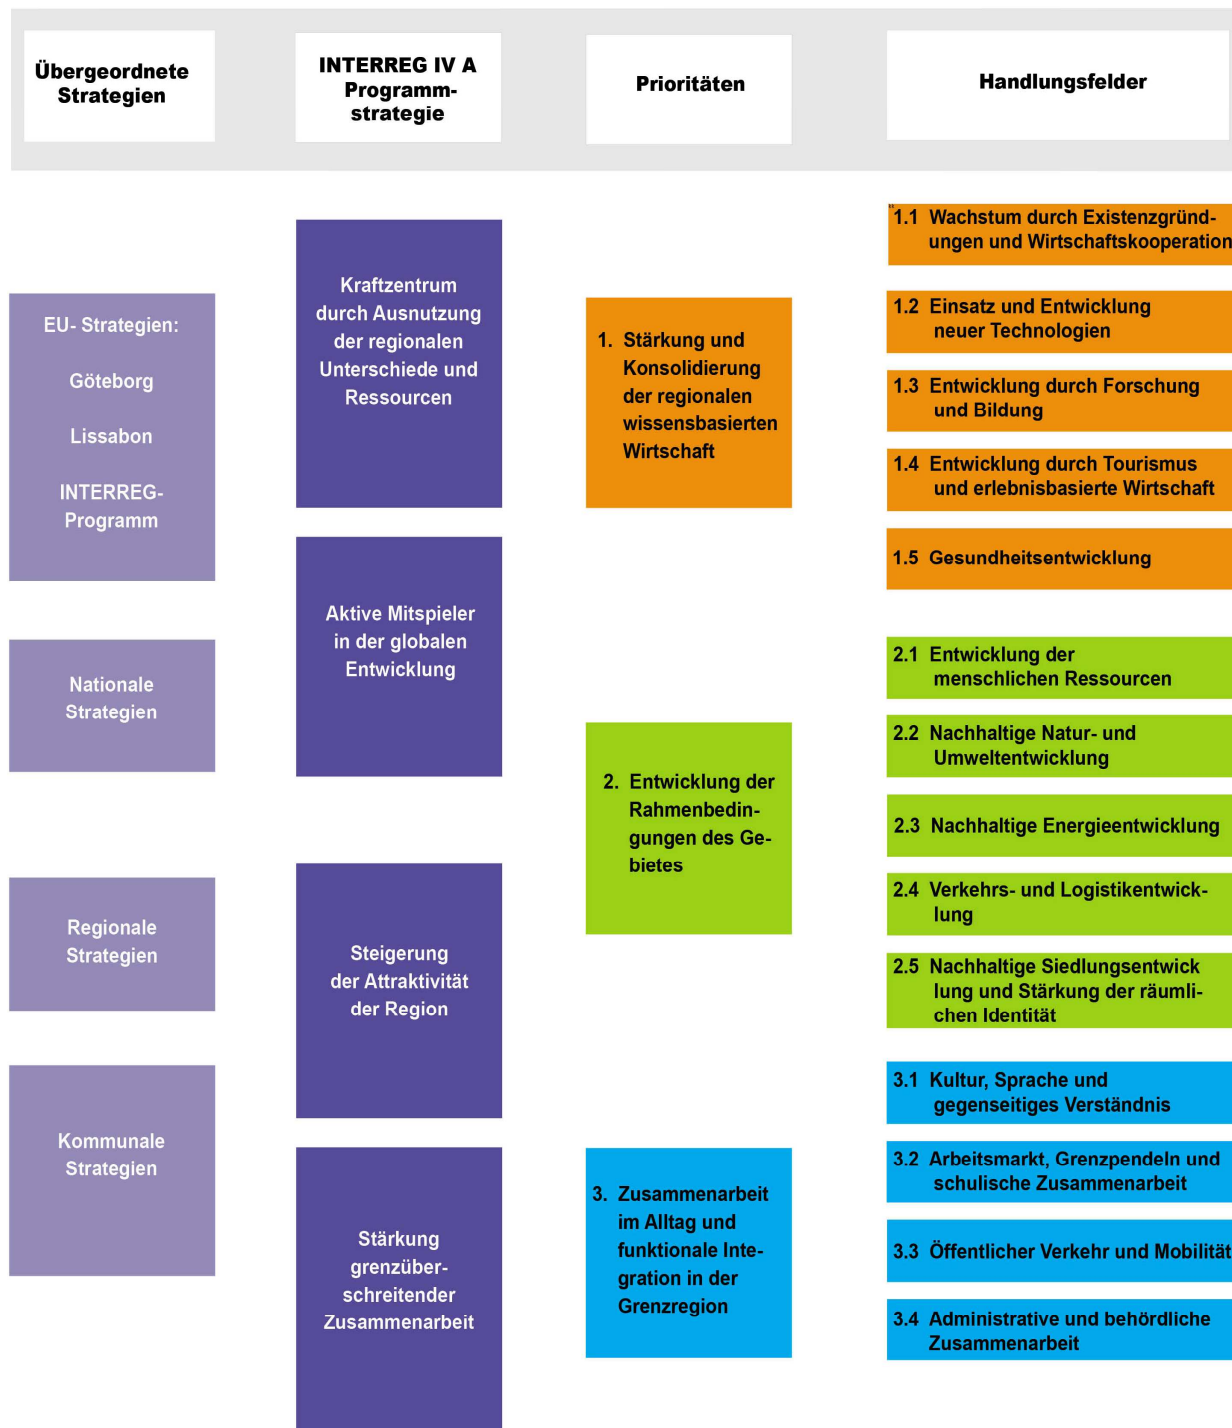 Übergeordnete
Strategien
INTERREG IV A
Programm-
strategie
Prioritäten
Handlungsfelder
EU- Strategien:
Göteborg
Lissabon
INTERREG-
Programm
Nationale
Strategien
Regionale
Strategien
Kommunale
Strategien
Kraftzentrum
durch Ausnutzung
der regionalen
Unterschiede und
Ressourcen
Aktive Mitspieler
in der globalen
Entwicklung
Steigerung
der Attraktivität
der Region
Stärkung
grenzüber-
schreitender
Zusammenarbeit
1. Stärkung und
Konsolidierung
der regionalen
wissensbasierten
Wirtschaft
2. Entwicklung der
Rahmenbedin-
gungen des Ge-
bietes
3. Zusammenarbeit
im Alltag und
funktionale Inte-
gration in der
Grenzregion
1.1 Wachstum durch Existenzgründ-
ungen und Wirtschaftskooperation
1.2 Einsatz und Entwicklung
neuer Technologien
1.3 Entwicklung durch Forschung
und Bildung
1.4 Entwicklung durch Tourismus
und erlebnisbasierte Wirtschaft
1.5 Gesundheitsentwicklung
2.1 Entwicklung der
menschlichen Ressourcen
2.2 Nachhaltige Natur- und
Umweltentwicklung
2.3 Nachhaltige Energieentwicklung
2.4 Verkehrs- und Logistikentwick-
lung
2.5 Nachhaltige Siedlungsentwick
lung und Stärkung der räumli-
chen Identität
3.1 Kultur, Sprache und
gegenseitiges Verständnis
3.2 Arbeitsmarkt, Grenzpendeln und
schulische Zusammenarbeit
3.3 Öffentlicher Verkehr und Mobilität
3.4 Administrative und behördliche
Zusammenarbeit